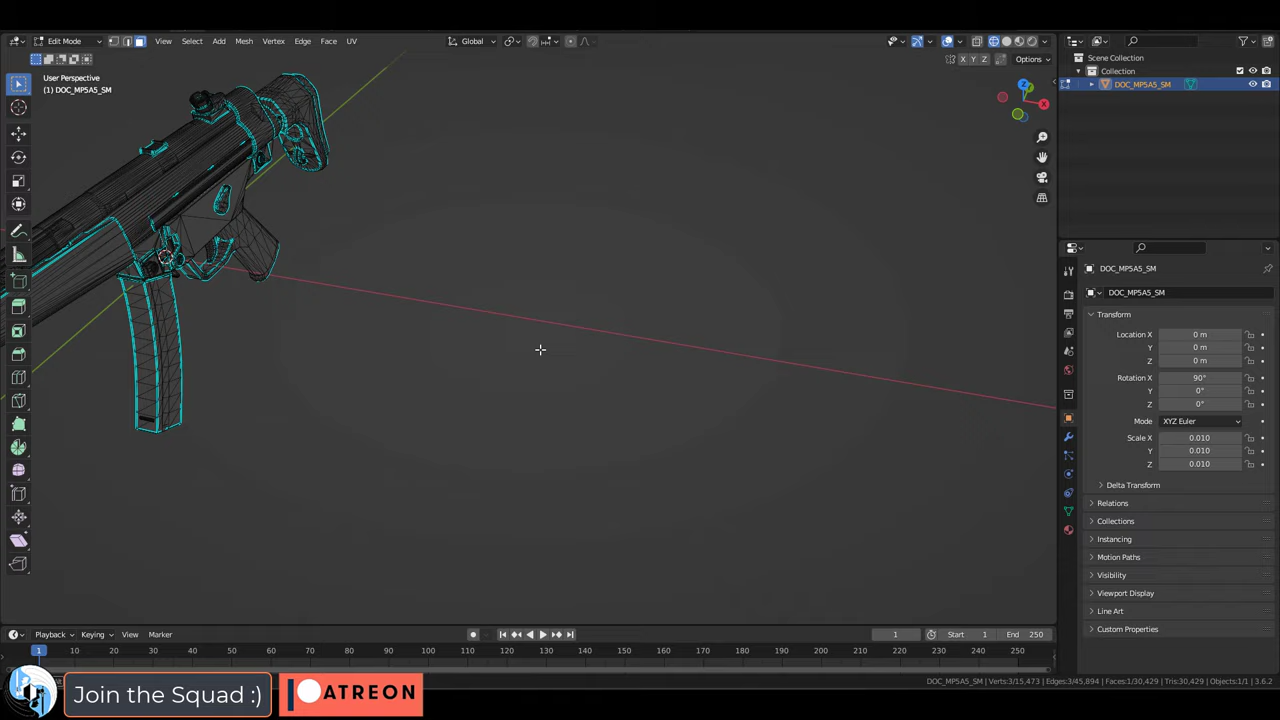 Edit Mode Add Select View Mesh Vertex Edge Face UV Global
X Y Z Options
User Perspective
(1) DOC_MP5A5_SM
Scene Collection
Collection
DOC_MP5A5_SM
DOC_MP5A5_SM
DOC_MP5A5_SM
Transform
Location X 0 m
Y 0 m
Z 0 m
Rotation X 90°
Y 0°
Z 0°
Mode XYZ Euler
Scale X 0.010
Y 0.010
Z 0.010
Delta Transform
Relations
Collections
Instancing
Motion Paths
Visibility
Viewport Display
Line Art
Custom Properties
Playback Keying View Marker 1 Start 1 End 250
1 10 20 30 40 50 60 70 80 90 100 110 120 130 140 150 160 170 180 190 200 210 220 230 240 250
DOC_MP5A5_SM | Verts:3/15,473 | Edges:3/45,894 | Faces:1/30,429 | Tris:30,429 | Objects:1/1 | 3.6.2
Join the Squad :)
PATREON